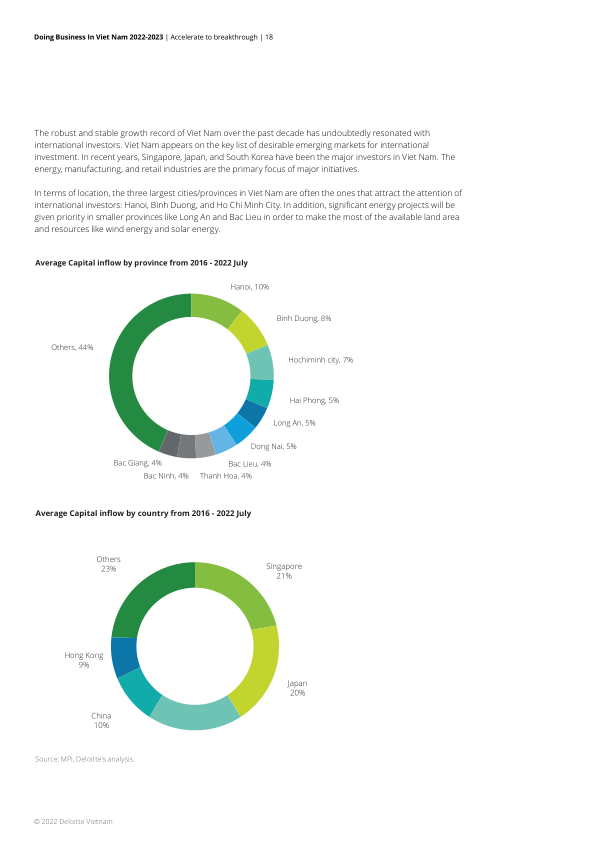 Doing Business In Viet Nam 2022-2023 | Accelerate to breakthrough | 18
The robust and stable growth record of Viet Nam over the past decade has undoubtedly resonated with
international investors. Viet Nam appears on the key list of desirable emerging markets for international
investment. In recent years, Singapore, Japan, and South Korea have been the major investors in Viet Nam. The
energy, manufacturing, and retail industries are the primary focus of major initiatives.
In terms of location, the three largest cities/provinces in Viet Nam are often the ones that attract the attention of
international investors: Hanoi, Binh Duong, and Ho Chi Minh City. In addition, significant energy projects will be
given priority in smaller provinces like Long An and Bac Lieu in order to make the most of the available land area
and resources like wind energy and solar energy.
Average Capital inflow by province from 2016 - 2022 July
Hanoi, 10%
Binh Duong, 8%
Hochiminh city, 7%
Hai Phong, 5%
Long An, 5%
Dong Nai, 5%
Bac Lieu, 4%
Thanh Hoa, 4%
Bac Ninh, 4%
Bac Giang, 4%
Others, 44%
Average Capital inflow by country from 2016 - 2022 July
Others
23%
Singapore
21%
Hong Kong
9%
Japan
20%
China
10%
Source: MPI, Deloitte's analysis.
© 2022 Deloitte Vietnam